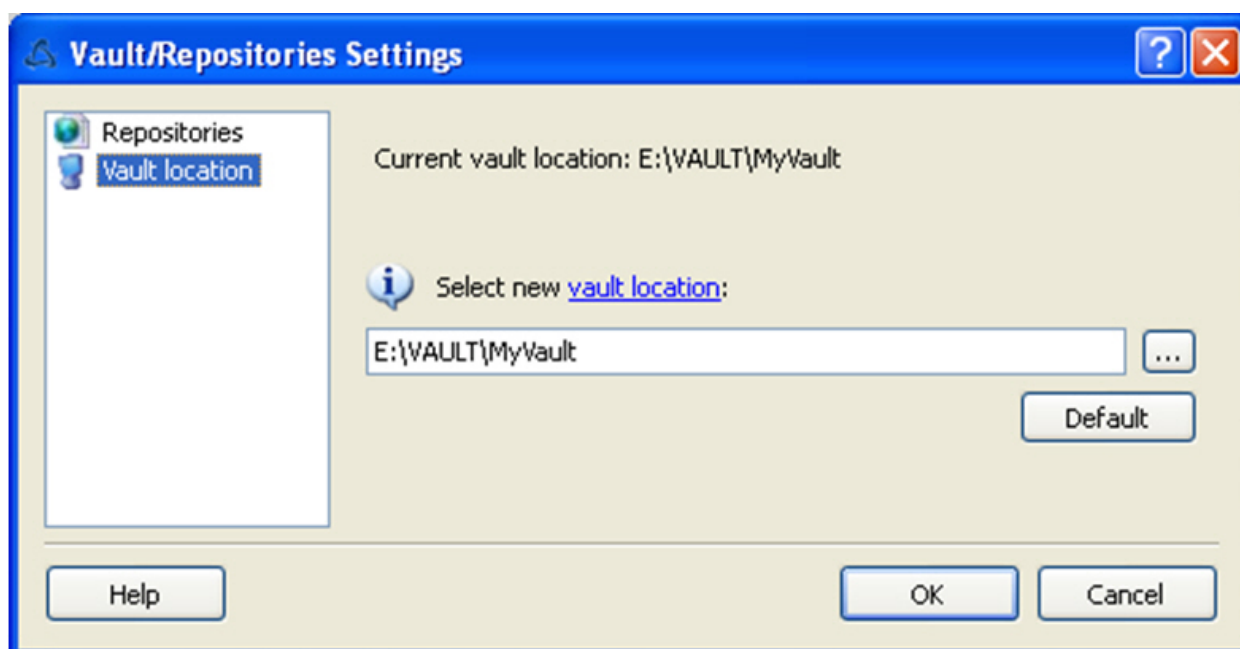 Vault/Repositories Settings
?
Repositories
Vault location
Current vault location: E:\VAULT\MyVault
i Select new vault location:
E:\VAULT\MyVault
...
Default
Help
OK
Cancel